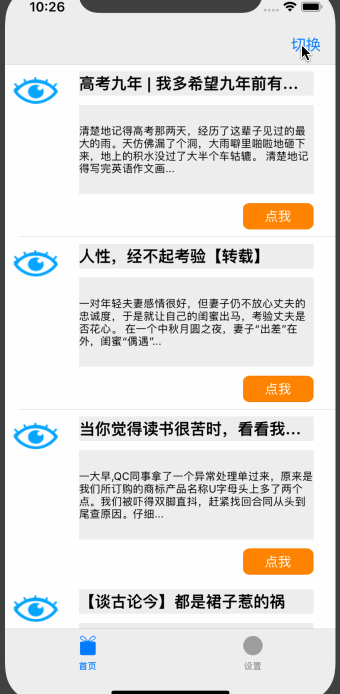 10:26
切换
高考九年 | 我多希望九年前有...
清楚地记得高考那两天，经历了这辈子见过的最
大的雨。天仿佛漏了个洞，大雨噼里啪啦地砸下
来，地上的积水没过了大半个车轱辘。 清楚地记
得写完英语作文画...
点我
人性，经不起考验【转载】
一对年轻夫妻感情很好，但妻子仍不放心丈夫的
忠诚度，于是就让自己的闺蜜出马，考验丈夫是
否花心。 在一个中秋月圆之夜，妻子“出差”在
外，闺蜜“偶遇”...
点我
当你觉得读书很苦时，看看我...
一大早,QC同事拿了一个异常处理单过来，原来是
我们所订购的商标产品名称U字母头上多了两个
点。我们被吓得双脚直抖，赶紧找回合同从头到
尾查原因。仔细...
点我
【谈古论今】都是裙子惹的祸
首页
设置